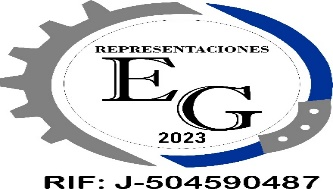 REPRESENTACIONES
EG
2023
RIF: J-504590487